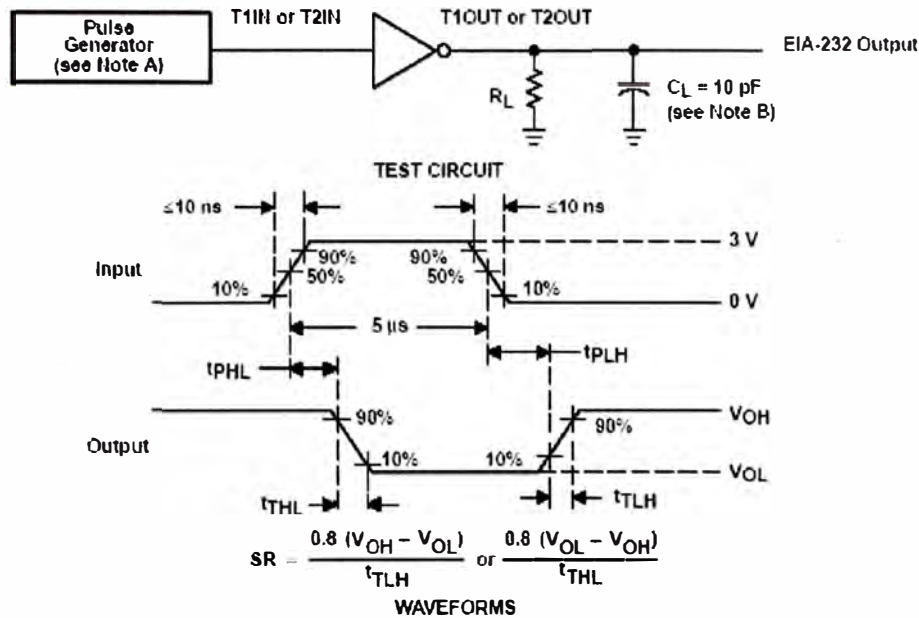 Pulse
Generator
(see Note A)
T1IN or T2IN
T1OUT or T2OUT
EIA-232 Output
RL
CL = 10 pF
(see Note B)
TEST CIRCUIT
≤10 ns
≤10 ns
Input
10%
90%
50%
90%
50%
10%
3 V
0 V
5 µs
tPHL
tPLH
Output
90%
10%
10%
90%
VOH
VOL
tTHL
tTLH
SR = 0.8 (VOH – VOL) / tTLH or 0.8 (VOL – VOH) / tTHL
WAVEFORMS